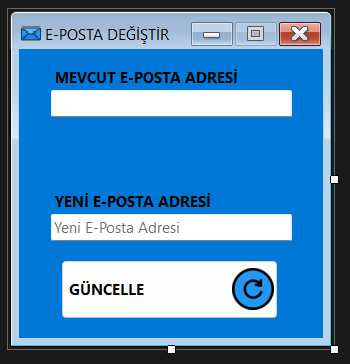 E-POSTA DEĞİŞTİR
MEVCUT E-POSTA ADRESİ
YENİ E-POSTA ADRESİ
Yeni E-Posta Adresi
GÜNCELLE